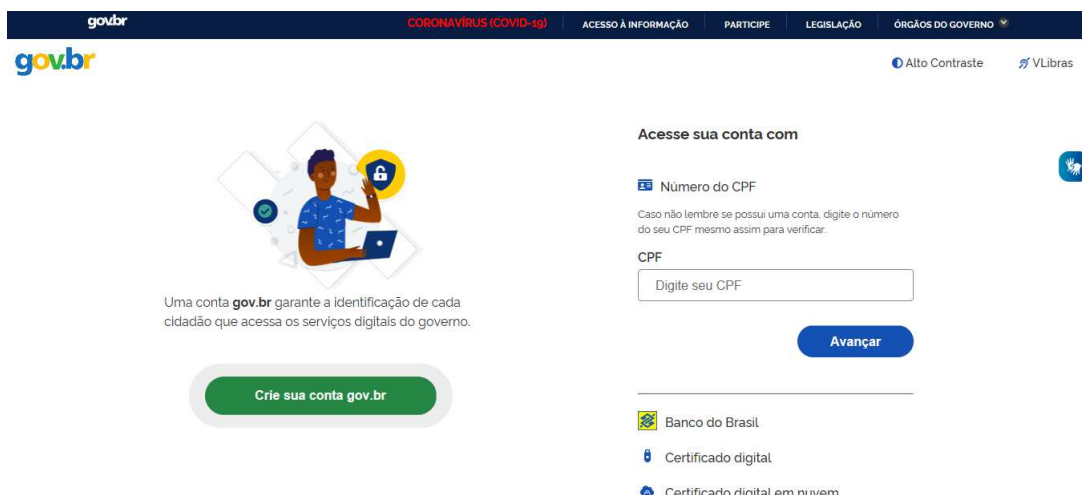 gov.br
CORONAVÍRUS (COVID-19)
ACESSO À INFORMAÇÃO
PARTICIPE
LEGISLAÇÃO
ÓRGÃOS DO GOVERNO
gov.br
Alto Contraste
VLibras
Uma conta gov.br garante a identificação de cada
cidadão que acessa os serviços digitais do governo.
Crie sua conta gov.br
Acesse sua conta com
Número do CPF
Caso não lembre se possui uma conta, digite o número
do seu CPF mesmo assim para verificar.
CPF
Digite seu CPF
Avançar
Banco do Brasil
Certificado digital
Certificado digital em nuvem